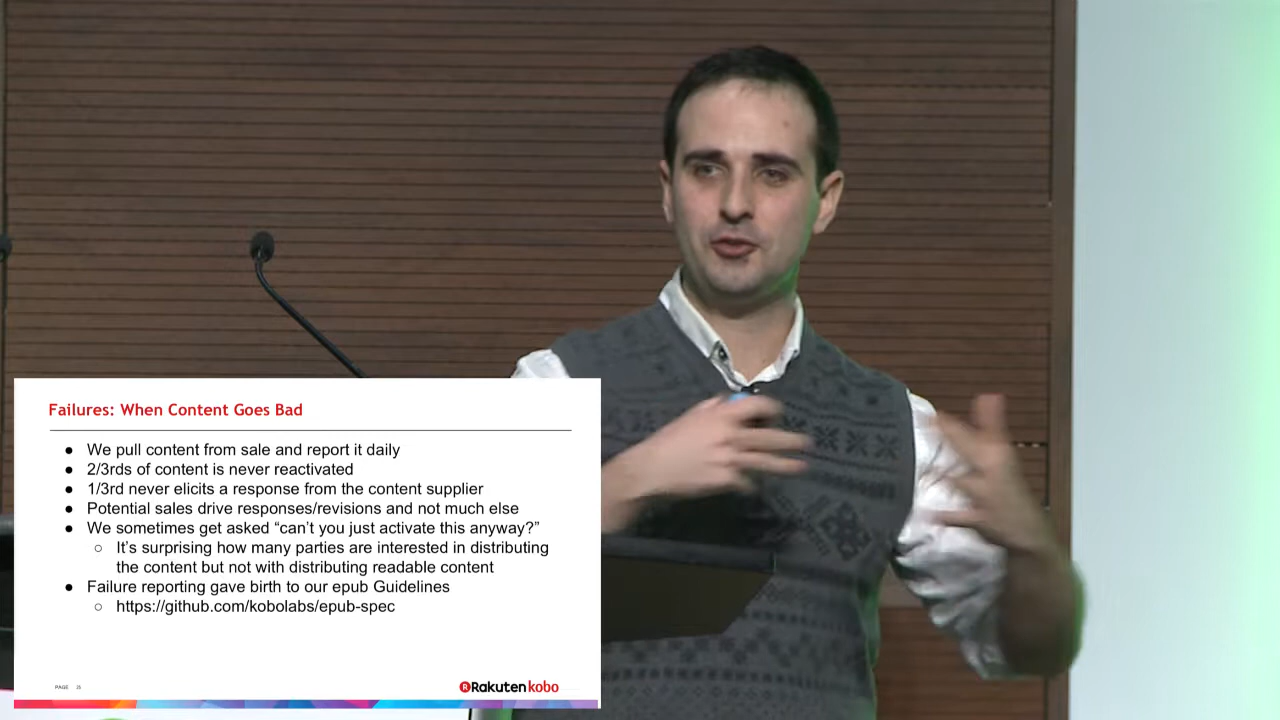 Failures: When Content Goes Bad
● We pull content from sale and report it daily
● 2/3rds of content is never reactivated
● 1/3rd never elicits a response from the content supplier
● Potential sales drive responses/revisions and not much else
● We sometimes get asked “can’t you just activate this anyway?”
○ It’s surprising how many parties are interested in distributing
the content but not with distributing readable content
● Failure reporting gave birth to our epub Guidelines
○ https://github.com/kobolabs/epub-spec
PAGE
Rakuten kobo